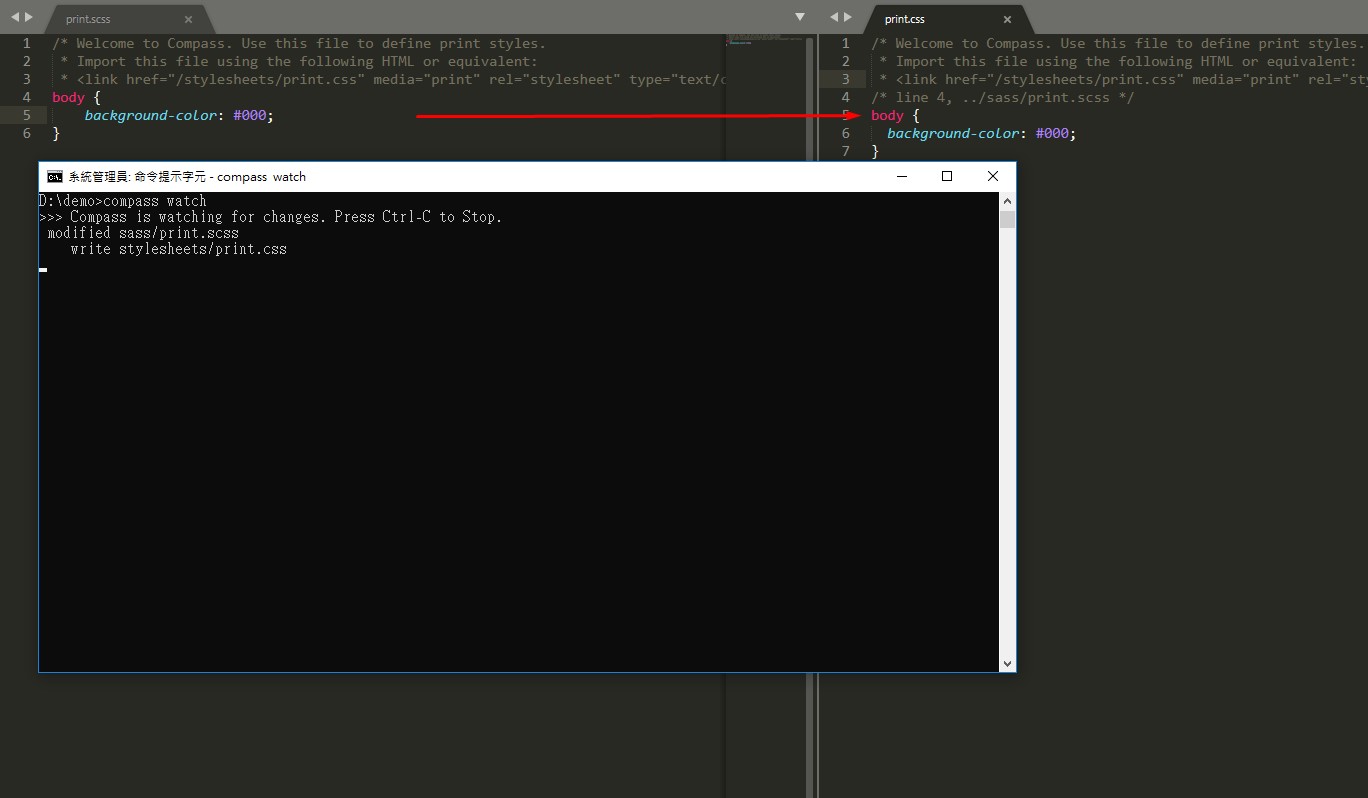 print.scss
1 /* Welcome to Compass. Use this file to define print styles.
2 * Import this file using the following HTML or equivalent:
3 * <link href="/stylesheets/print.css" media="print" rel="stylesheet" type="text/c
4 body {
5 background-color: #000;
6 }
print.css
1 /* Welcome to Compass. Use this file to define print styles.
2 * Import this file using the following HTML or equivalent:
3 * <link href="/stylesheets/print.css" media="print" rel="sty
4 /* line 4, ../sass/print.scss */
5 body {
6 background-color: #000;
7 }
系統管理員: 命令提示字元 - compass watch
D:\demo>compass watch
>>> Compass is watching for changes. Press Ctrl-C to Stop.
modified sass/print.scss
write stylesheets/print.css